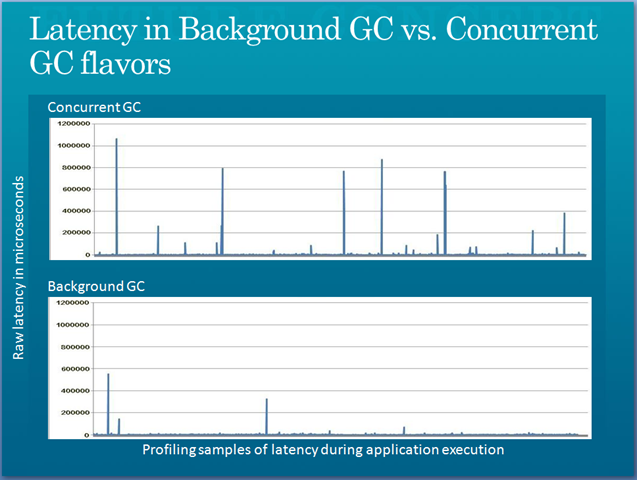 Latency in Background GC vs. Concurrent
GC flavors
Concurrent GC
1200000
1000000
800000
600000
400000
200000
0
Raw latency in microseconds
Background GC
1200000
1000000
800000
600000
400000
200000
0
Profiling samples of latency during application execution